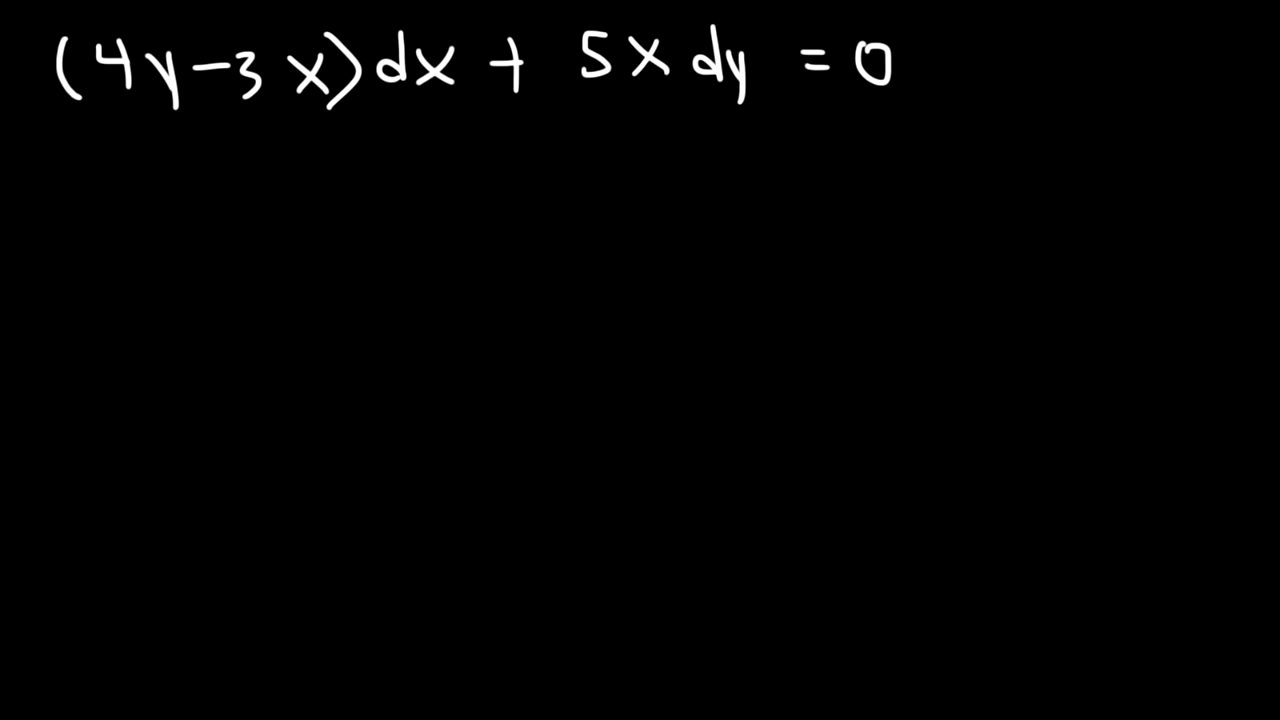 (4y-3x)dx + 5x dy = 0